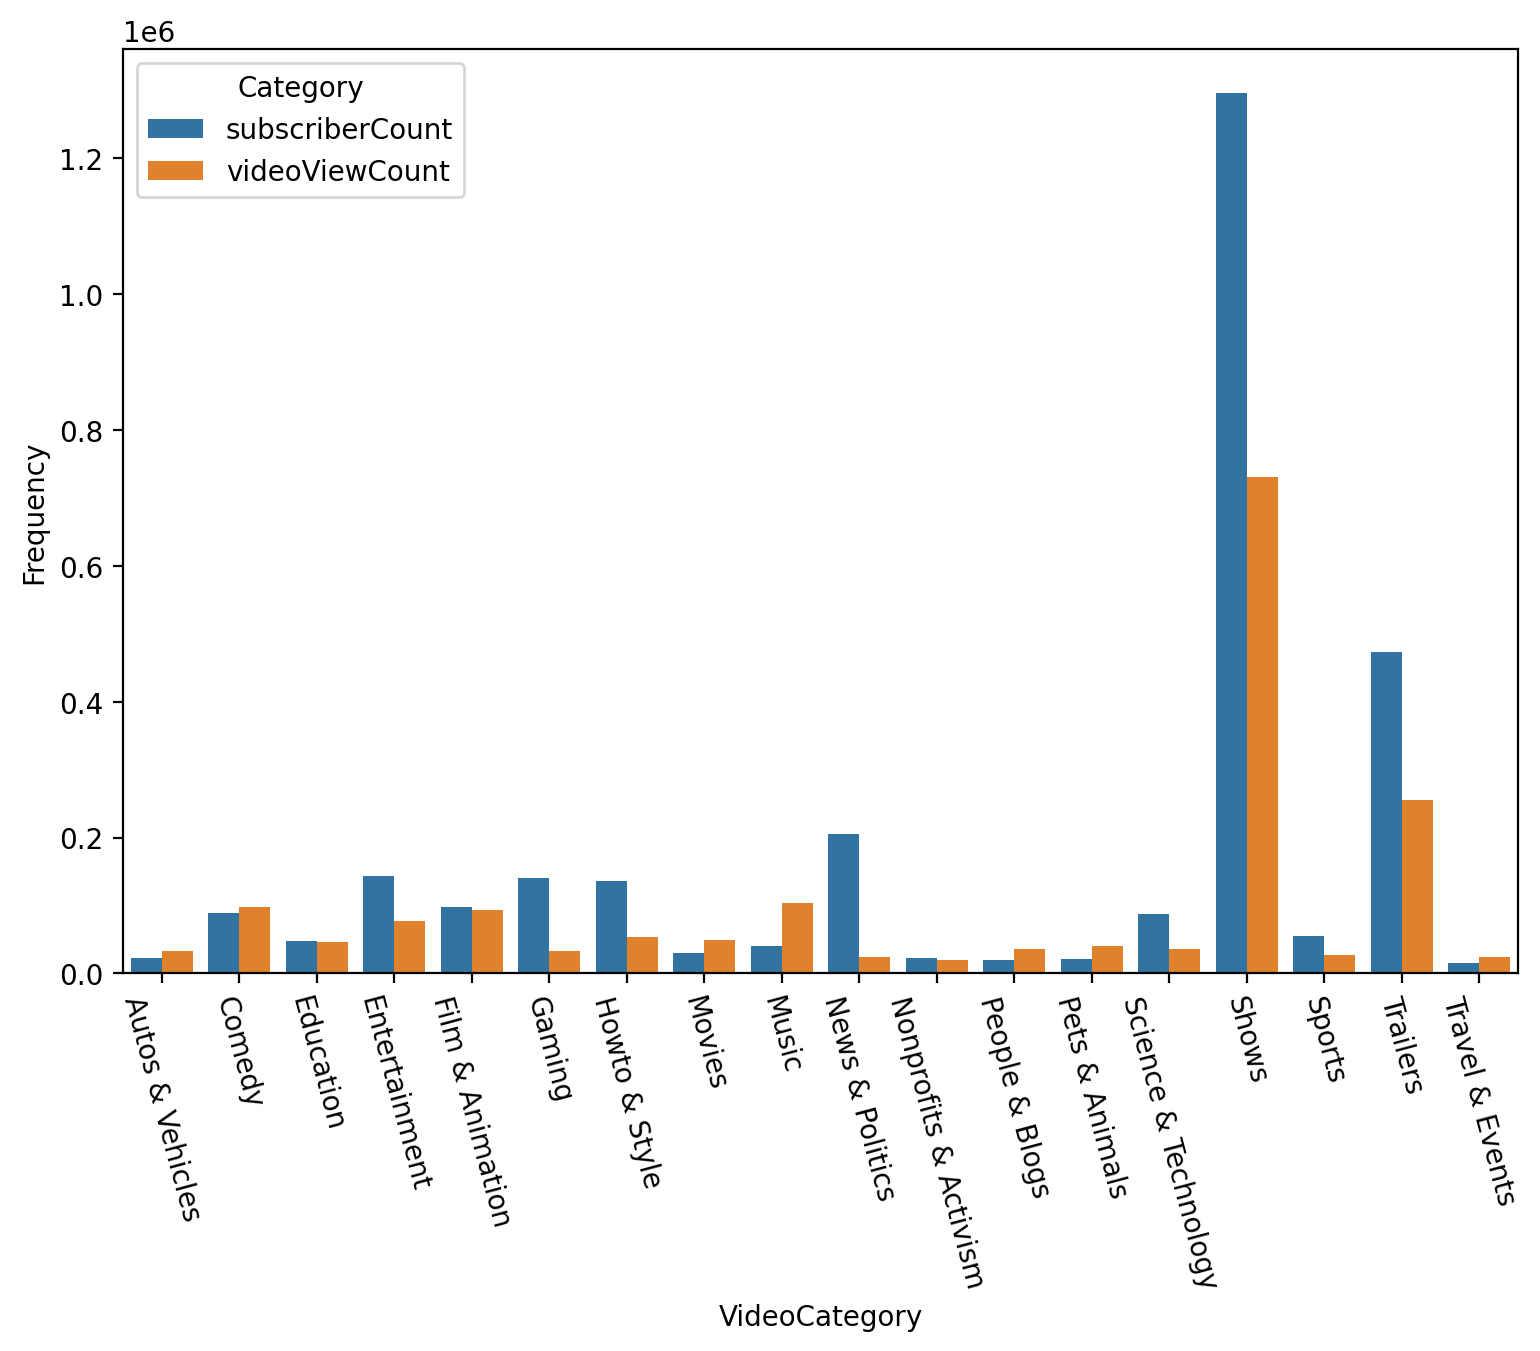 1e6
Category
subscriberCount
videoViewCount
1.2
1.0
0.8
0.6
0.4
0.2
0.0
Frequency
Autos & Vehicles
Comedy
Education
Entertainment
Film & Animation
Gaming
Howto & Style
Movies
Music
News & Politics
Nonprofits & Activism
People & Blogs
Pets & Animals
Science & Technology
Shows
Sports
Trailers
Travel & Events
VideoCategory